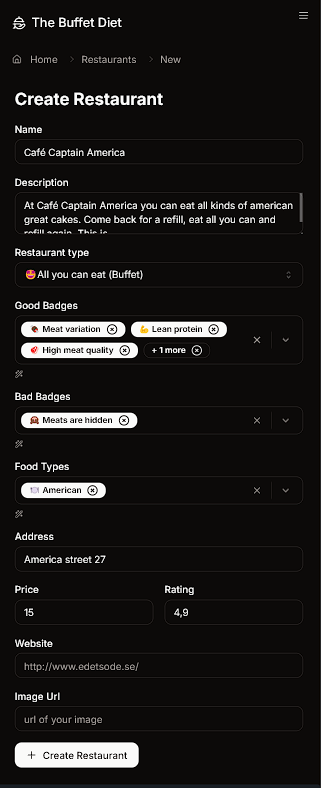 The Buffet Diet
Home > Restaurants > New
Create Restaurant
Name
Café Captain America
Description
At Café Captain America you can eat all kinds of american
great cakes. Come back for a refill, eat all you can and
refill again. This is
Restaurant type
🤩All you can eat (Buffet)
Good Badges
Meat variation
💪 Lean protein
High meat quality
+ 1 more
Bad Badges
🙈 Meats are hidden
Food Types
🍽️ American
Address
America street 27
Price Rating
15 4,9
Website
http://www.edetsode.se/
Image Url
url of your image
+ Create Restaurant